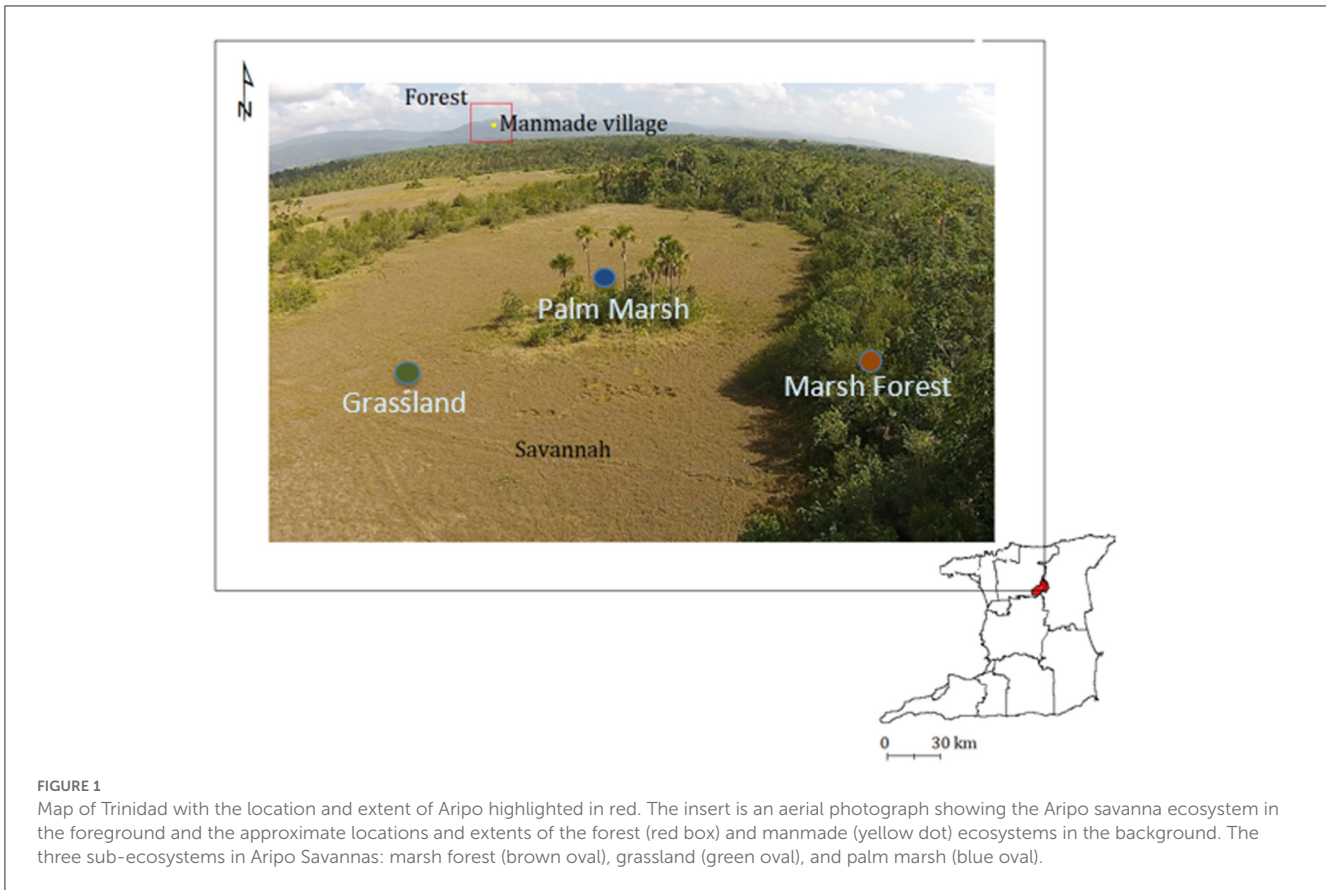 N
Forest
Manmade village
Palm Marsh
Grassland
Marsh Forest
Savannah
0 30 km
FIGURE 1
Map of Trinidad with the location and extent of Aripo highlighted in red. The insert is an aerial photograph showing the Aripo savanna ecosystem in
the foreground and the approximate locations and extents of the forest (red box) and manmade (yellow dot) ecosystems in the background. The
three sub-ecosystems in Aripo Savannas: marsh forest (brown oval), grassland (green oval), and palm marsh (blue oval).